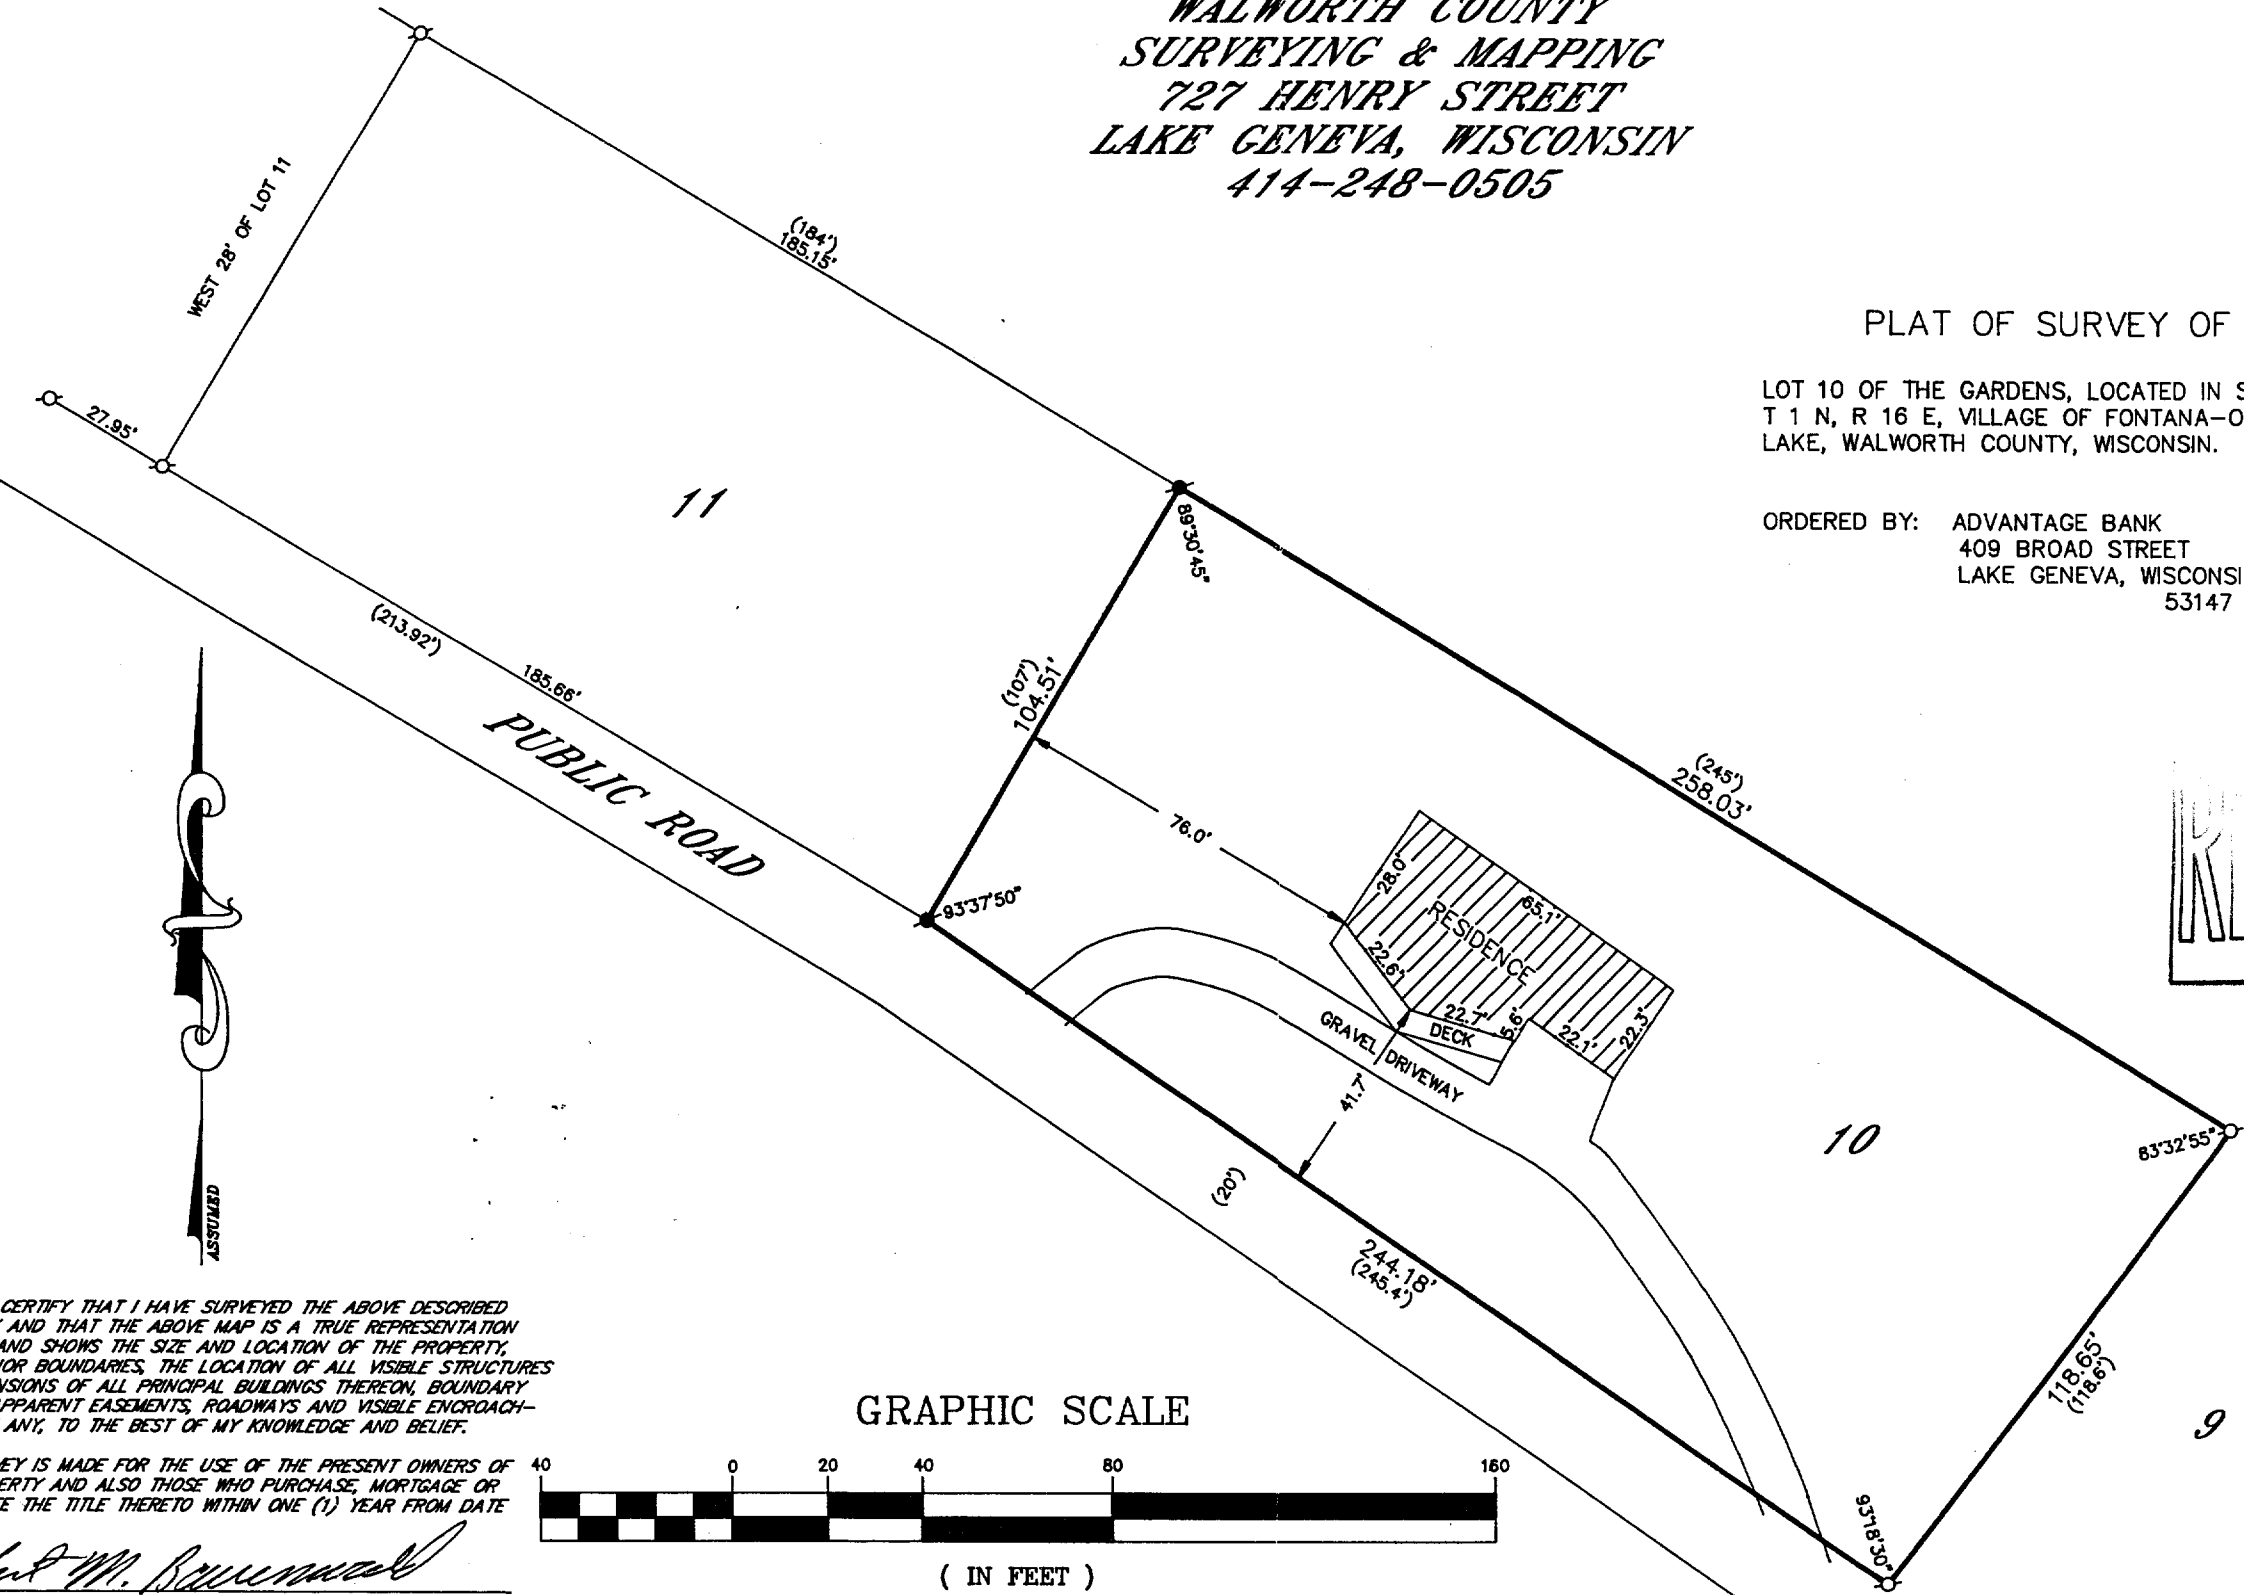 WALWORTH COUNTY
SURVEYING & MAPPING
727 HENRY STREET
LAKE GENEVA, WISCONSIN
414-248-0505
WEST 28' OF LOT 11
(184')
185.15'
27.95'
11
(213.92')
185.66'
PUBLIC ROAD
PLAT OF SURVEY OF
LOT 10 OF THE GARDENS, LOCATED IN S
T 1 N, R 16 E, VILLAGE OF FONTANA-O
LAKE, WALWORTH COUNTY, WISCONSIN.
ORDERED BY: ADVANTAGE BANK
409 BROAD STREET
LAKE GENEVA, WISCONSI
53147
89°30'45"
(107')
104.51'
93°37'50"
76.0'
(245')
258.03'
28.0'
65.1'
RESIDENCE
22.6'
22.7'
5.6'
22.1'
22.3'
DECK
GRAVEL DRIVEWAY
41.7'
10
83°32'55"
(20')
244.18'
(245.4')
118.65'
(118.6')
9
93°18'30"
ASSUMED
CERTIFY THAT I HAVE SURVEYED THE ABOVE DESCRIBED
AND THAT THE ABOVE MAP IS A TRUE REPRESENTATION
AND SHOWS THE SIZE AND LOCATION OF THE PROPERTY,
IOR BOUNDARIES, THE LOCATION OF ALL VISIBLE STRUCTURES
NSIONS OF ALL PRINCIPAL BUILDINGS THEREON, BOUNDARY
PPARENT EASEMENTS, ROADWAYS AND VISIBLE ENCROACH-
ANY, TO THE BEST OF MY KNOWLEDGE AND BELIEF.
EY IS MADE FOR THE USE OF THE PRESENT OWNERS OF
ERTY AND ALSO THOSE WHO PURCHASE, MORTGAGE OR
E THE TITLE THERETO WITHIN ONE (1) YEAR FROM DATE
GRAPHIC SCALE
40 0 20 40 80 160
( IN FEET )